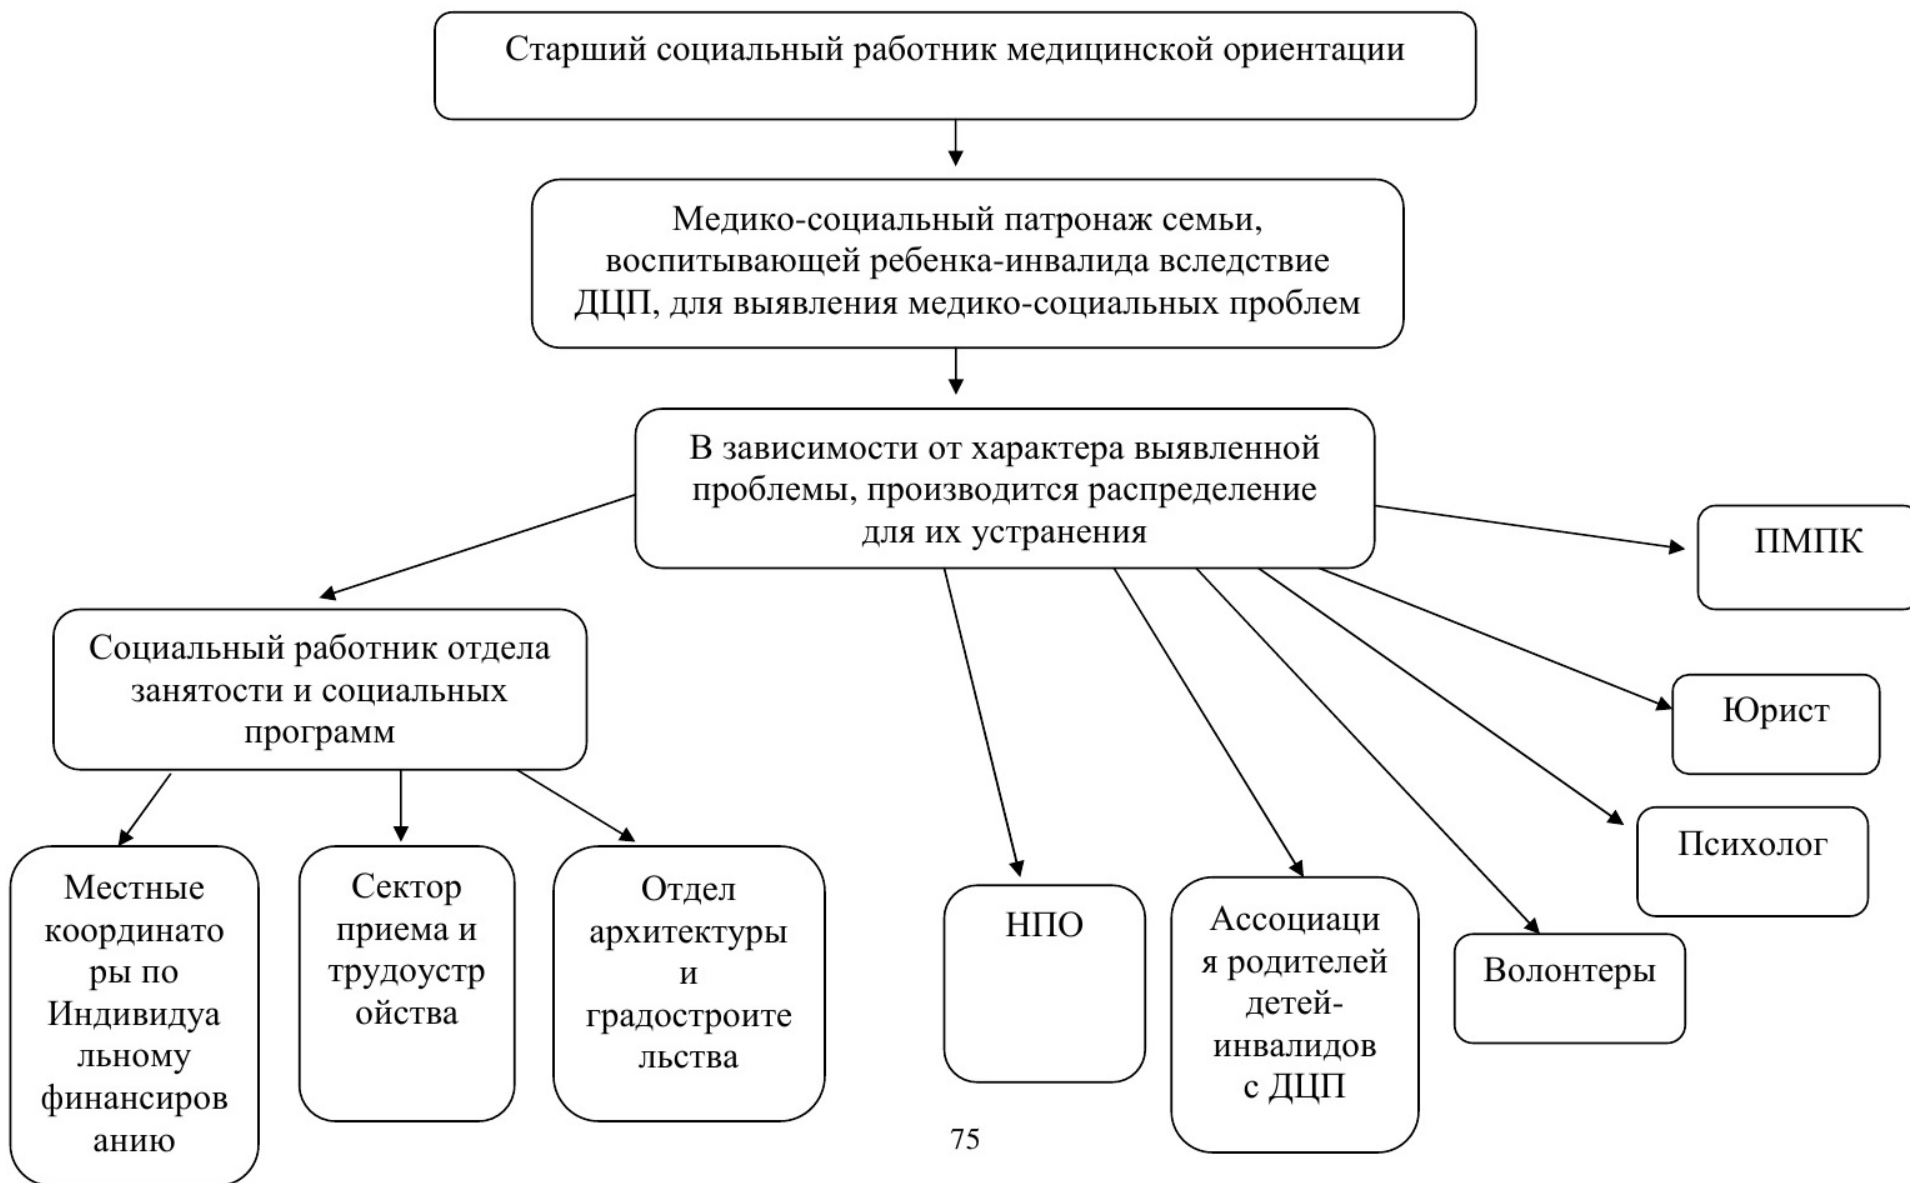 Старший социальный работник медицинской ориентации
Медико-социальный патронаж семьи,
воспитывающей ребенка-инвалида вследствие
ДЦП, для выявления медико-социальных проблем
В зависимости от характера выявленной
проблемы, производится распределение
для их устранения
ПМПК
Социальный работник отдела
занятости и социальных
программ
Юрист
Психолог
Местные
координато
ры по
Индивидуа
льному
финансиров
анию
Сектор
приема и
трудоустр
ойства
Отдел
архитектуры
и
градостроите
льства
НПО
Ассоциаци
я родителей
детей-
инвалидов
с ДЦП
Волонтеры
75